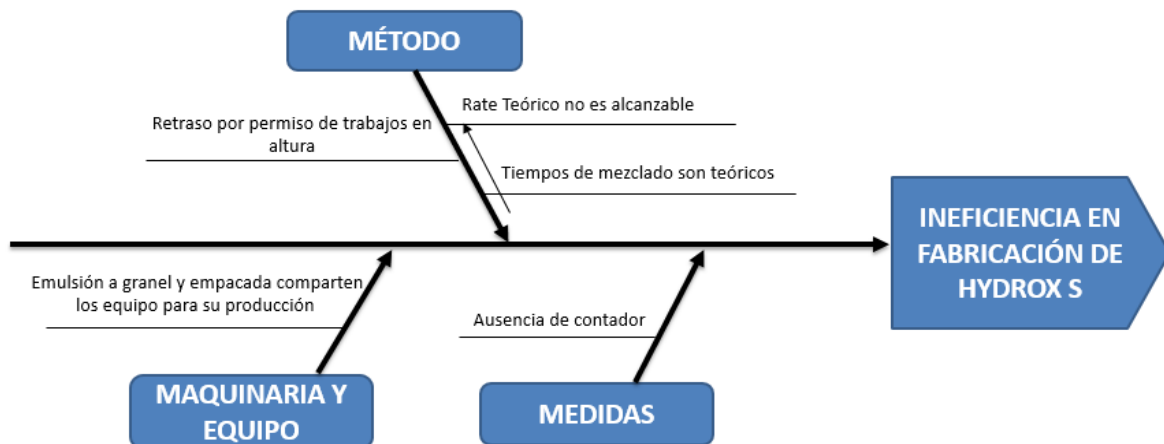 MÉTODO
Rate Teórico no es alcanzable
Retraso por permiso de trabajos en
altura
Tiempos de mezclado son teóricos
INEFICIENCIA EN
FABRICACIÓN DE
HYDROX S
Emulsión a granel y empacada comparten
los equipo para su producción
Ausencia de contador
MAQUINARIA Y
EQUIPO
MEDIDAS